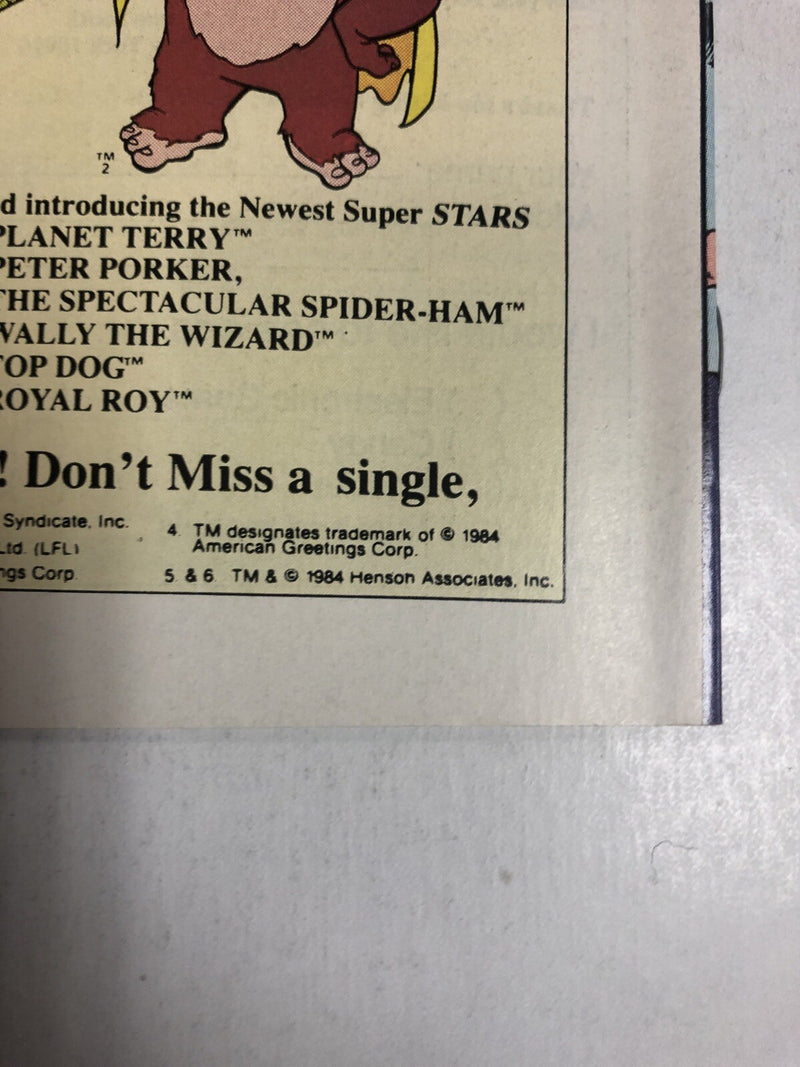 TM
2
d introducing the Newest Super STARS
PLANET TERRY™
PETER PORKER,
THE SPECTACULAR SPIDER-HAM™
WALLY THE WIZARD™
TOP DOG™
ROYAL ROY™
! Don't Miss a single,
Syndicate, Inc.
Ltd (LFL)
ngs Corp
4 TM designates trademark of © 1984
American Greetings Corp.
5 & 6 TM & © 1984 Henson Associates, Inc.